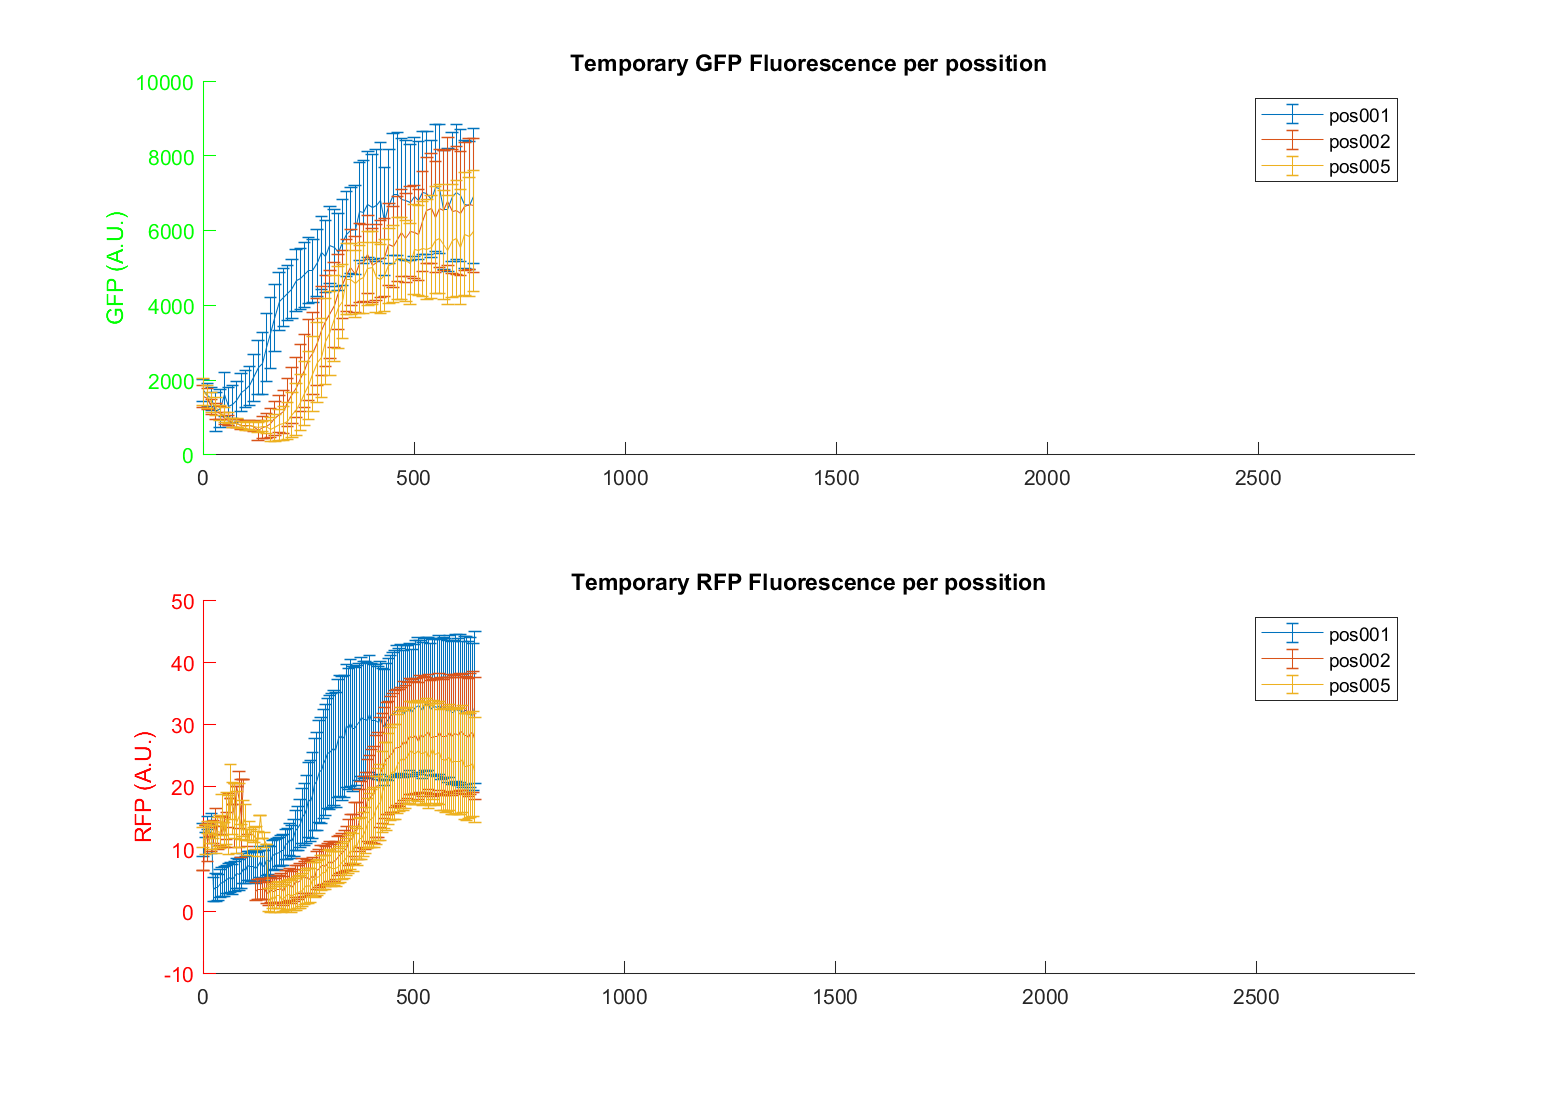 Temporary GFP Fluorescence per possition
10000
8000
6000
4000
2000
0
GFP (A.U.)
pos001
pos002
pos005
0 500 1000 1500 2000 2500
Temporary RFP Fluorescence per possition
50
40
30
20
10
0
-10
RFP (A.U.)
pos001
pos002
pos005
0 500 1000 1500 2000 2500